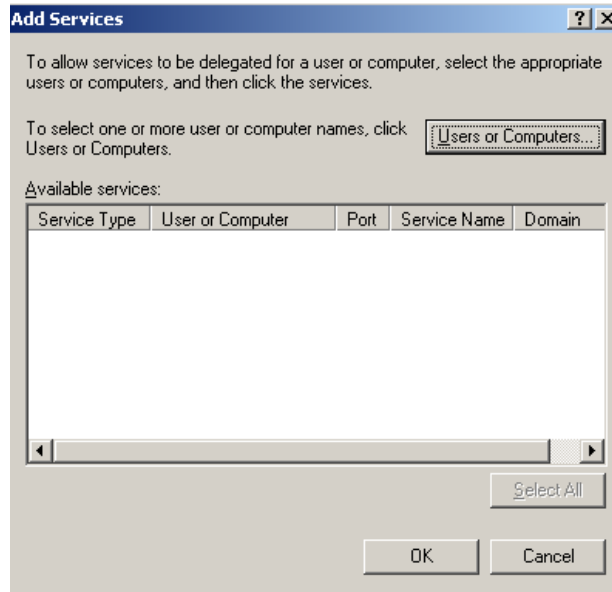 Add Services
To allow services to be delegated for a user or computer, select the appropriate
users or computers, and then click the services.
To select one or more user or computer names, click
Users or Computers.
Users or Computers...
Available services:
Service Type User or Computer Port Service Name Domain
Select All
OK Cancel